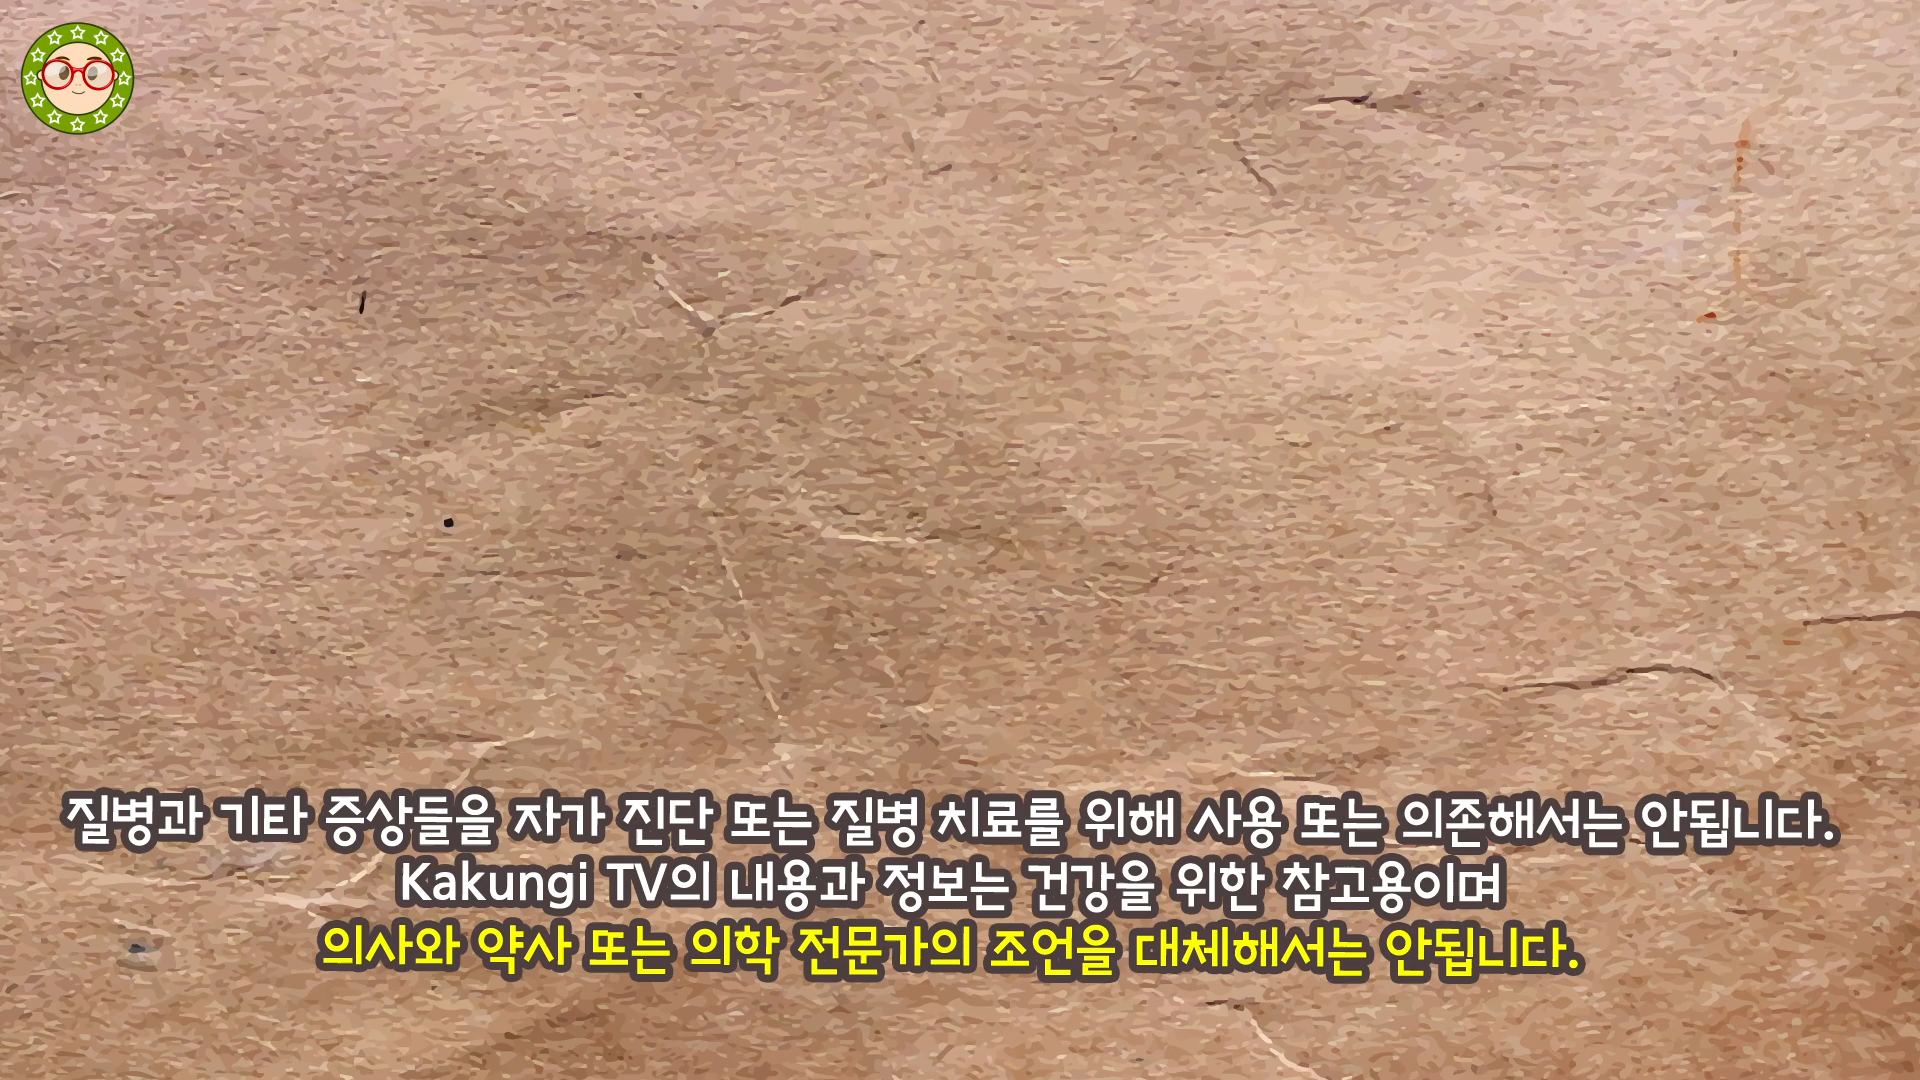 질병과 기타 증상들을 자가 진단 또는 질병 치료를 위해 사용 또는 의존해서는 안됩니다.
Kakungi TV의 내용과 정보는 건강을 위한 참고용이며
의사와 약사 또는 의학 전문가의 조언을 대체해서는 안됩니다.